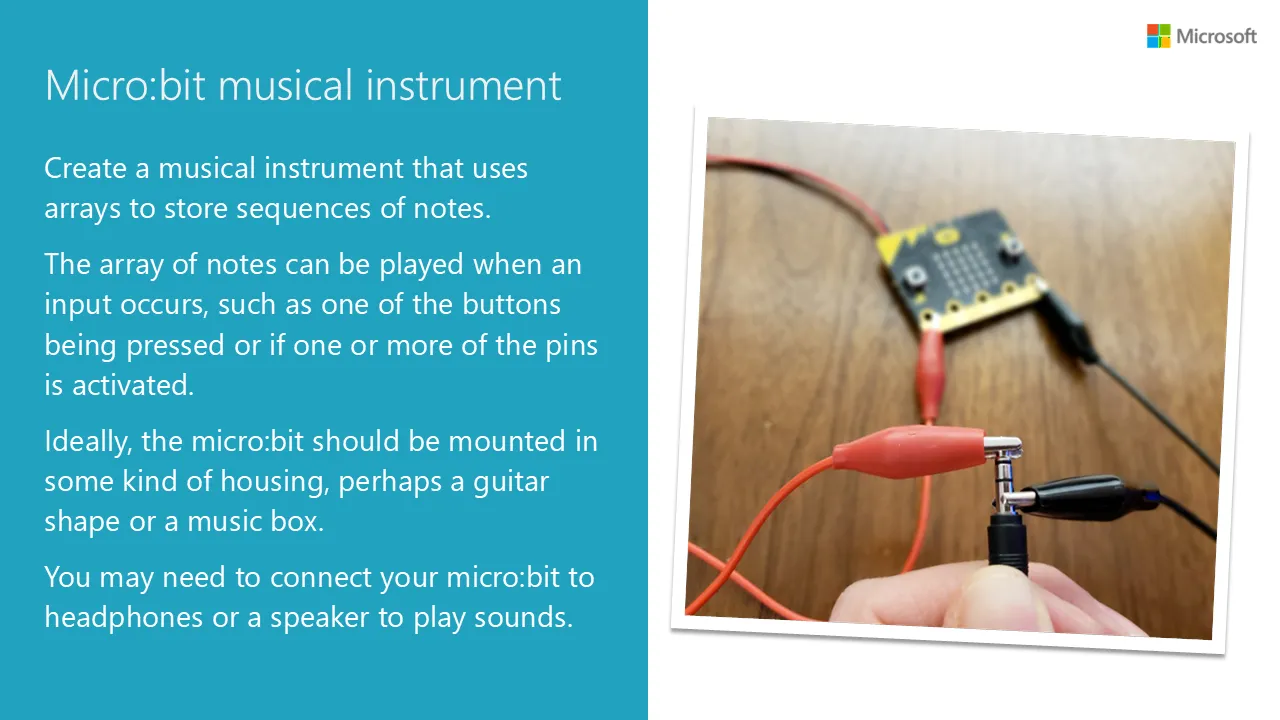 Microsoft
Micro:bit musical instrument
Create a musical instrument that uses
arrays to store sequences of notes.
The array of notes can be played when an
input occurs, such as one of the buttons
being pressed or if one or more of the pins
is activated.
Ideally, the micro:bit should be mounted in
some kind of housing, perhaps a guitar
shape or a music box.
You may need to connect your micro:bit to
headphones or a speaker to play sounds.